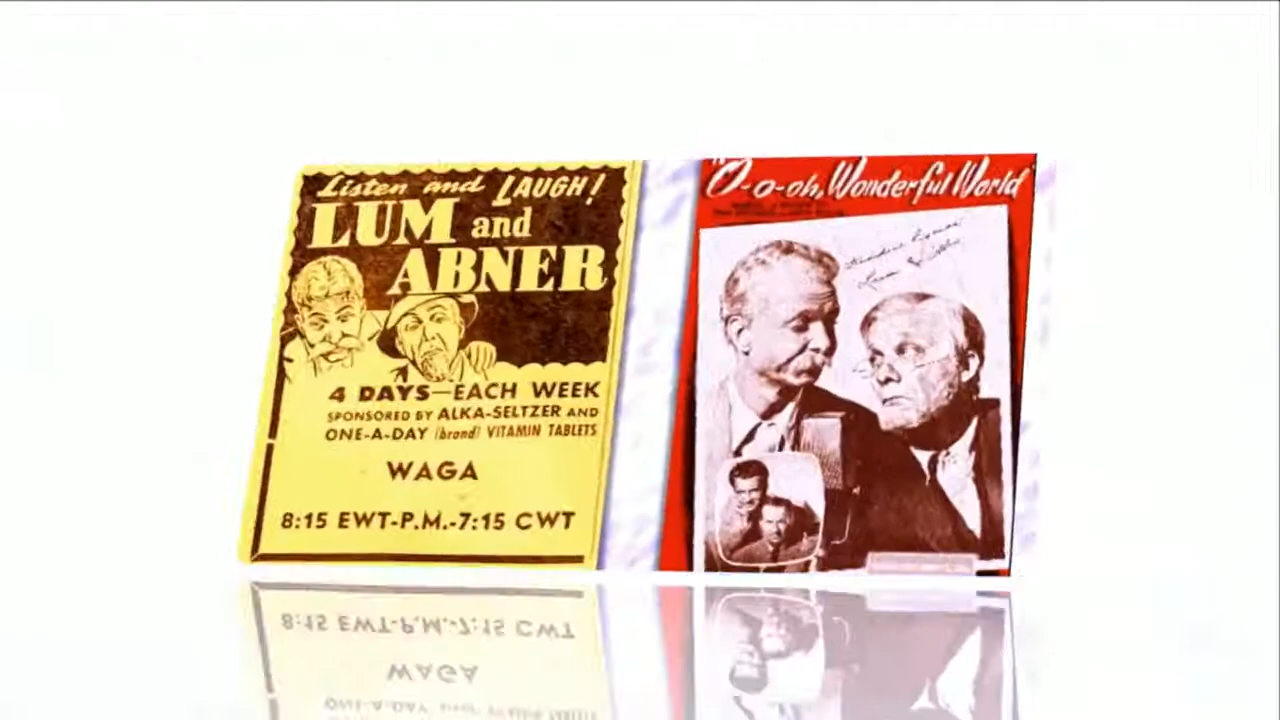 Listen and LAUGH!
LUM and
ABNER
4 DAYS—EACH WEEK
SPONSORED BY ALKA-SELTZER AND
ONE-A-DAY (brand) VITAMIN TABLETS
WAGA
8:15 EWT-P.M.-7:15 CWT
"O-o-oh, Wonderful World